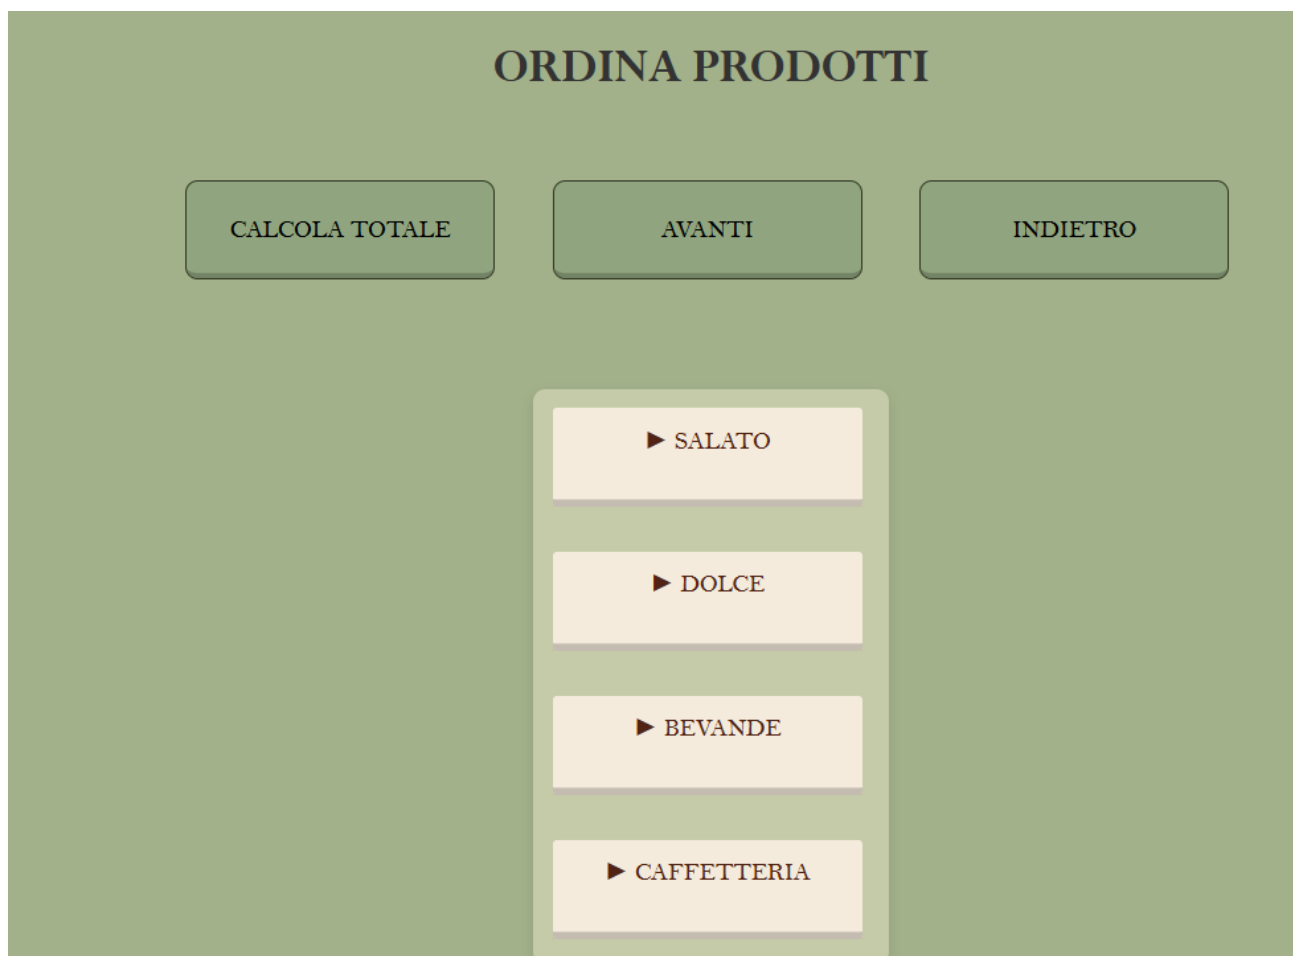 ORDINA PRODOTTI
CALCOLA TOTALE
AVANTI
INDIETRO
► SALATO
► DOLCE
► BEVANDE
► CAFFETTERIA